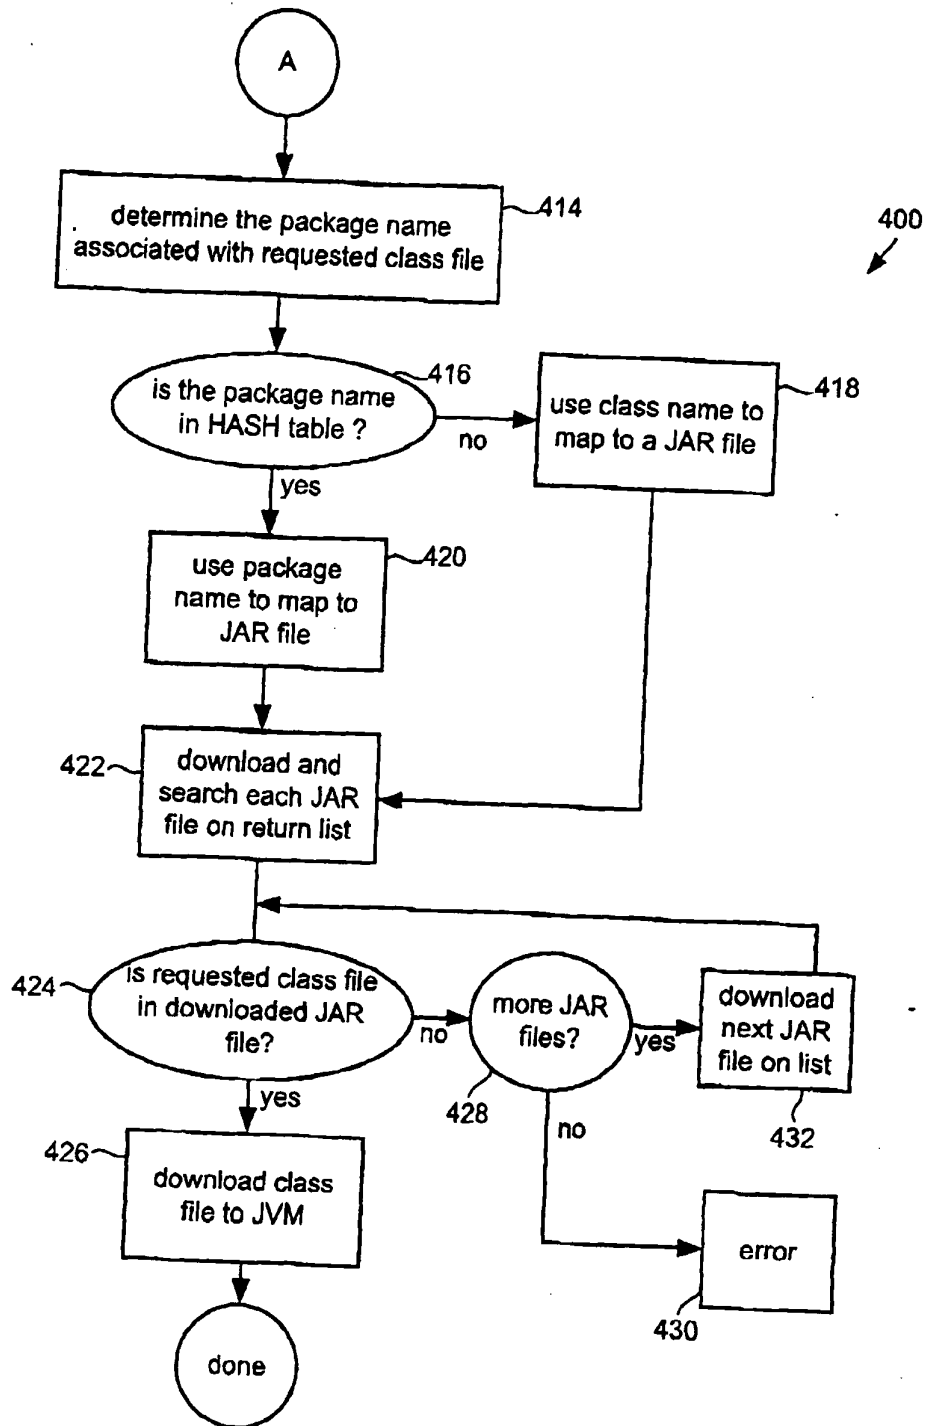 A
determine the package name
associated with requested class file
414
400
is the package name
in HASH table ?
416
no
yes
use class name to
map to a JAR file
418
use package
name to map to
JAR file
420
422
download and
search each JAR
file on return list
424
is requested class file
in downloaded JAR
file?
no
yes
more JAR
files?
428
yes
no
download
next JAR
file on list
432
426
download class
file to JVM
error
430
done